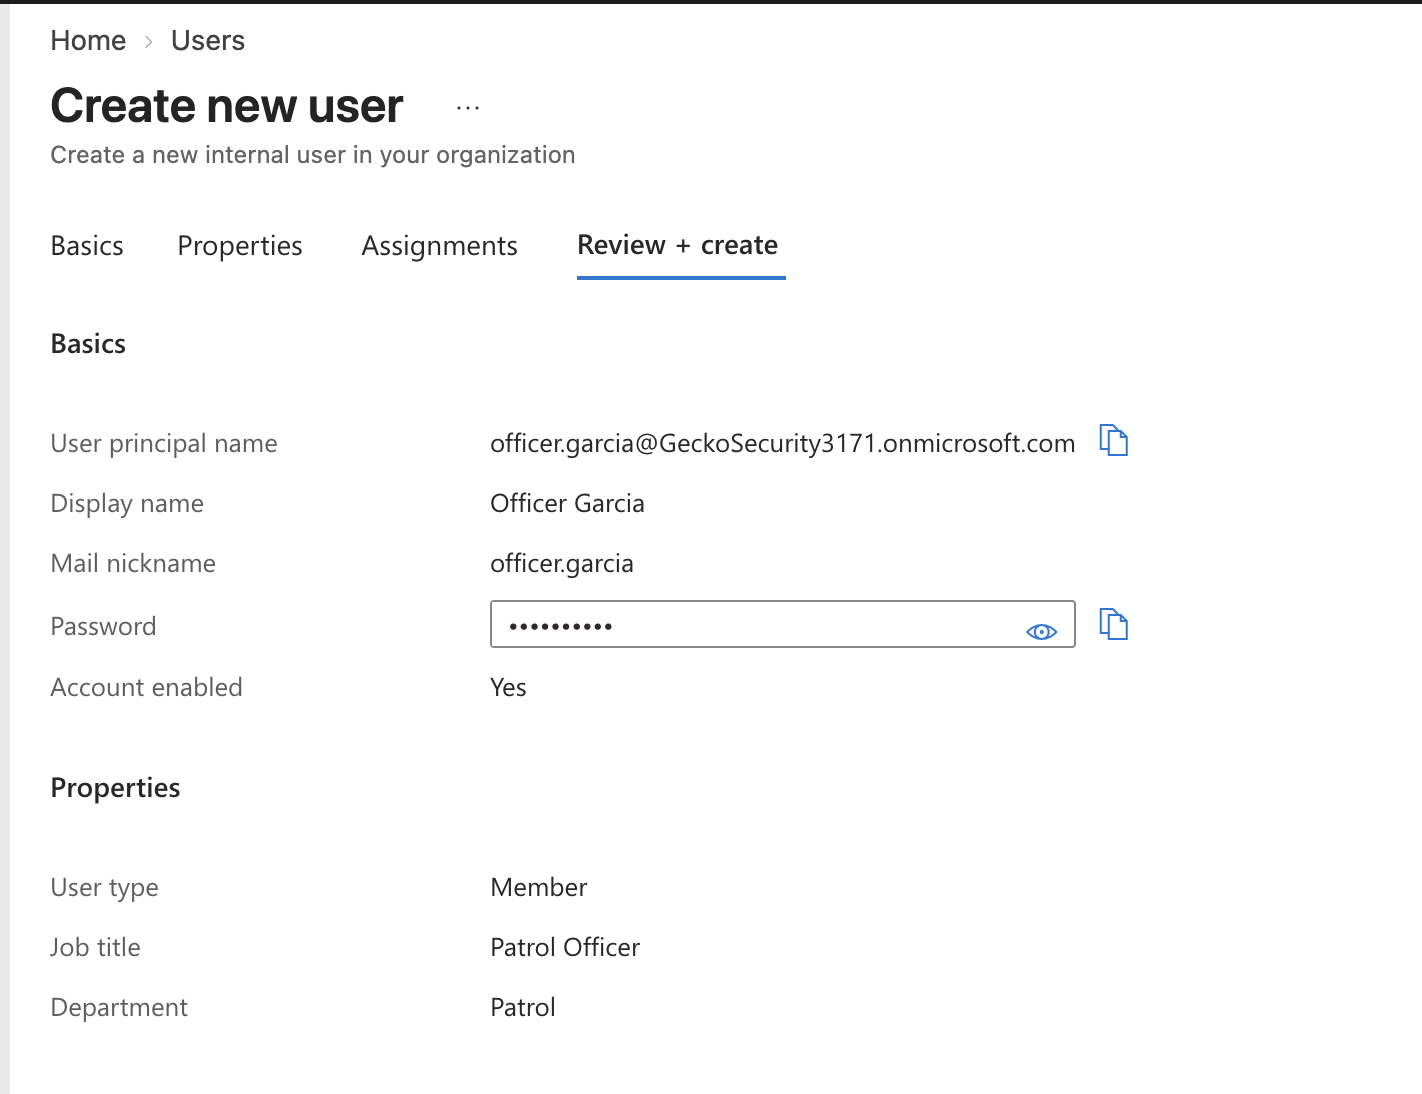 Home > Users
Create new user ...
Create a new internal user in your organization
Basics Properties Assignments Review + create
Basics
User principal name officer.garcia@GeckoSecurity3171.onmicrosoft.com
Display name Officer Garcia
Mail nickname officer.garcia
Password ••••••••••
Account enabled Yes
Properties
User type Member
Job title Patrol Officer
Department Patrol